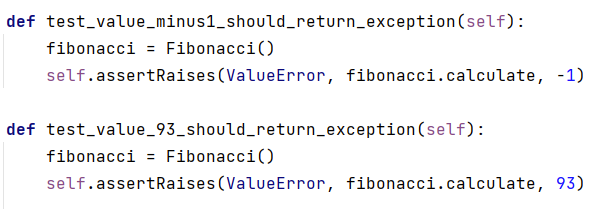 def test_value_minus1_should_return_exception(self):
    fibonacci = Fibonacci()
    self.assertRaises(ValueError, fibonacci.calculate, -1)
def test_value_93_should_return_exception(self):
    fibonacci = Fibonacci()
    self.assertRaises(ValueError, fibonacci.calculate, 93)